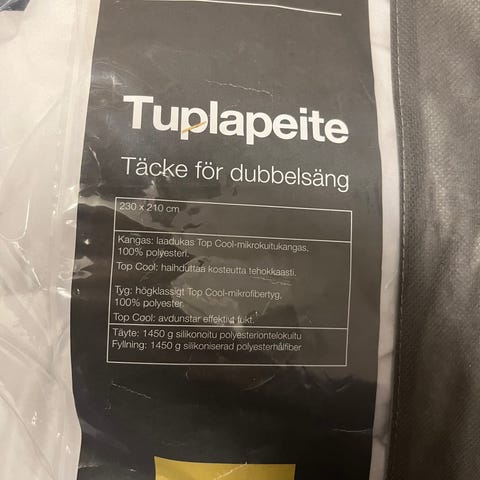 Tuplapeite
Täcke för dubbelsäng
230 x 210 cm
Kangas: laadukas Top Cool-mikrokuitukangas,
100% polyesteri.
Top Cool: haihduttaa kosteutta tehokkaasti.
Tyg: högklassigt Top Cool-mikrofibertyg,
100% polyester.
Top Cool: avdunstar effektivt fukt.
Täyte: 1450 g silikonoitu polyesteriontelokuitu
Fyllning: 1450 g silikoniserad polyesterhålfiber